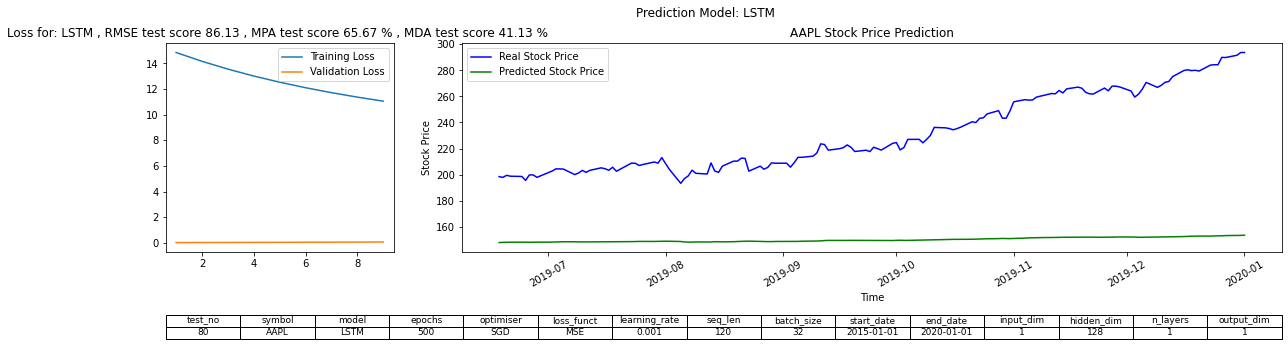 Prediction Model: LSTM
Loss for: LSTM , RMSE test score 86.13 , MPA test score 65.67 % , MDA test score 41.13 %
Training Loss
Validation Loss
14
12
10
8
6
4
2
0
2 4 6 8
AAPL Stock Price Prediction
Real Stock Price
Predicted Stock Price
Stock Price
300
280
260
240
220
200
180
160
2019-07 2019-08 2019-09 2019-10 2019-11 2019-12 2020-01
Time
test_no symbol model epochs optimiser loss_funct learning_rate seq_len batch_size start_date end_date input_dim hidden_dim n_layers output_dim
80 AAPL LSTM 500 SGD MSE 0.001 120 32 2015-01-01 2020-01-01 1 128 1 1